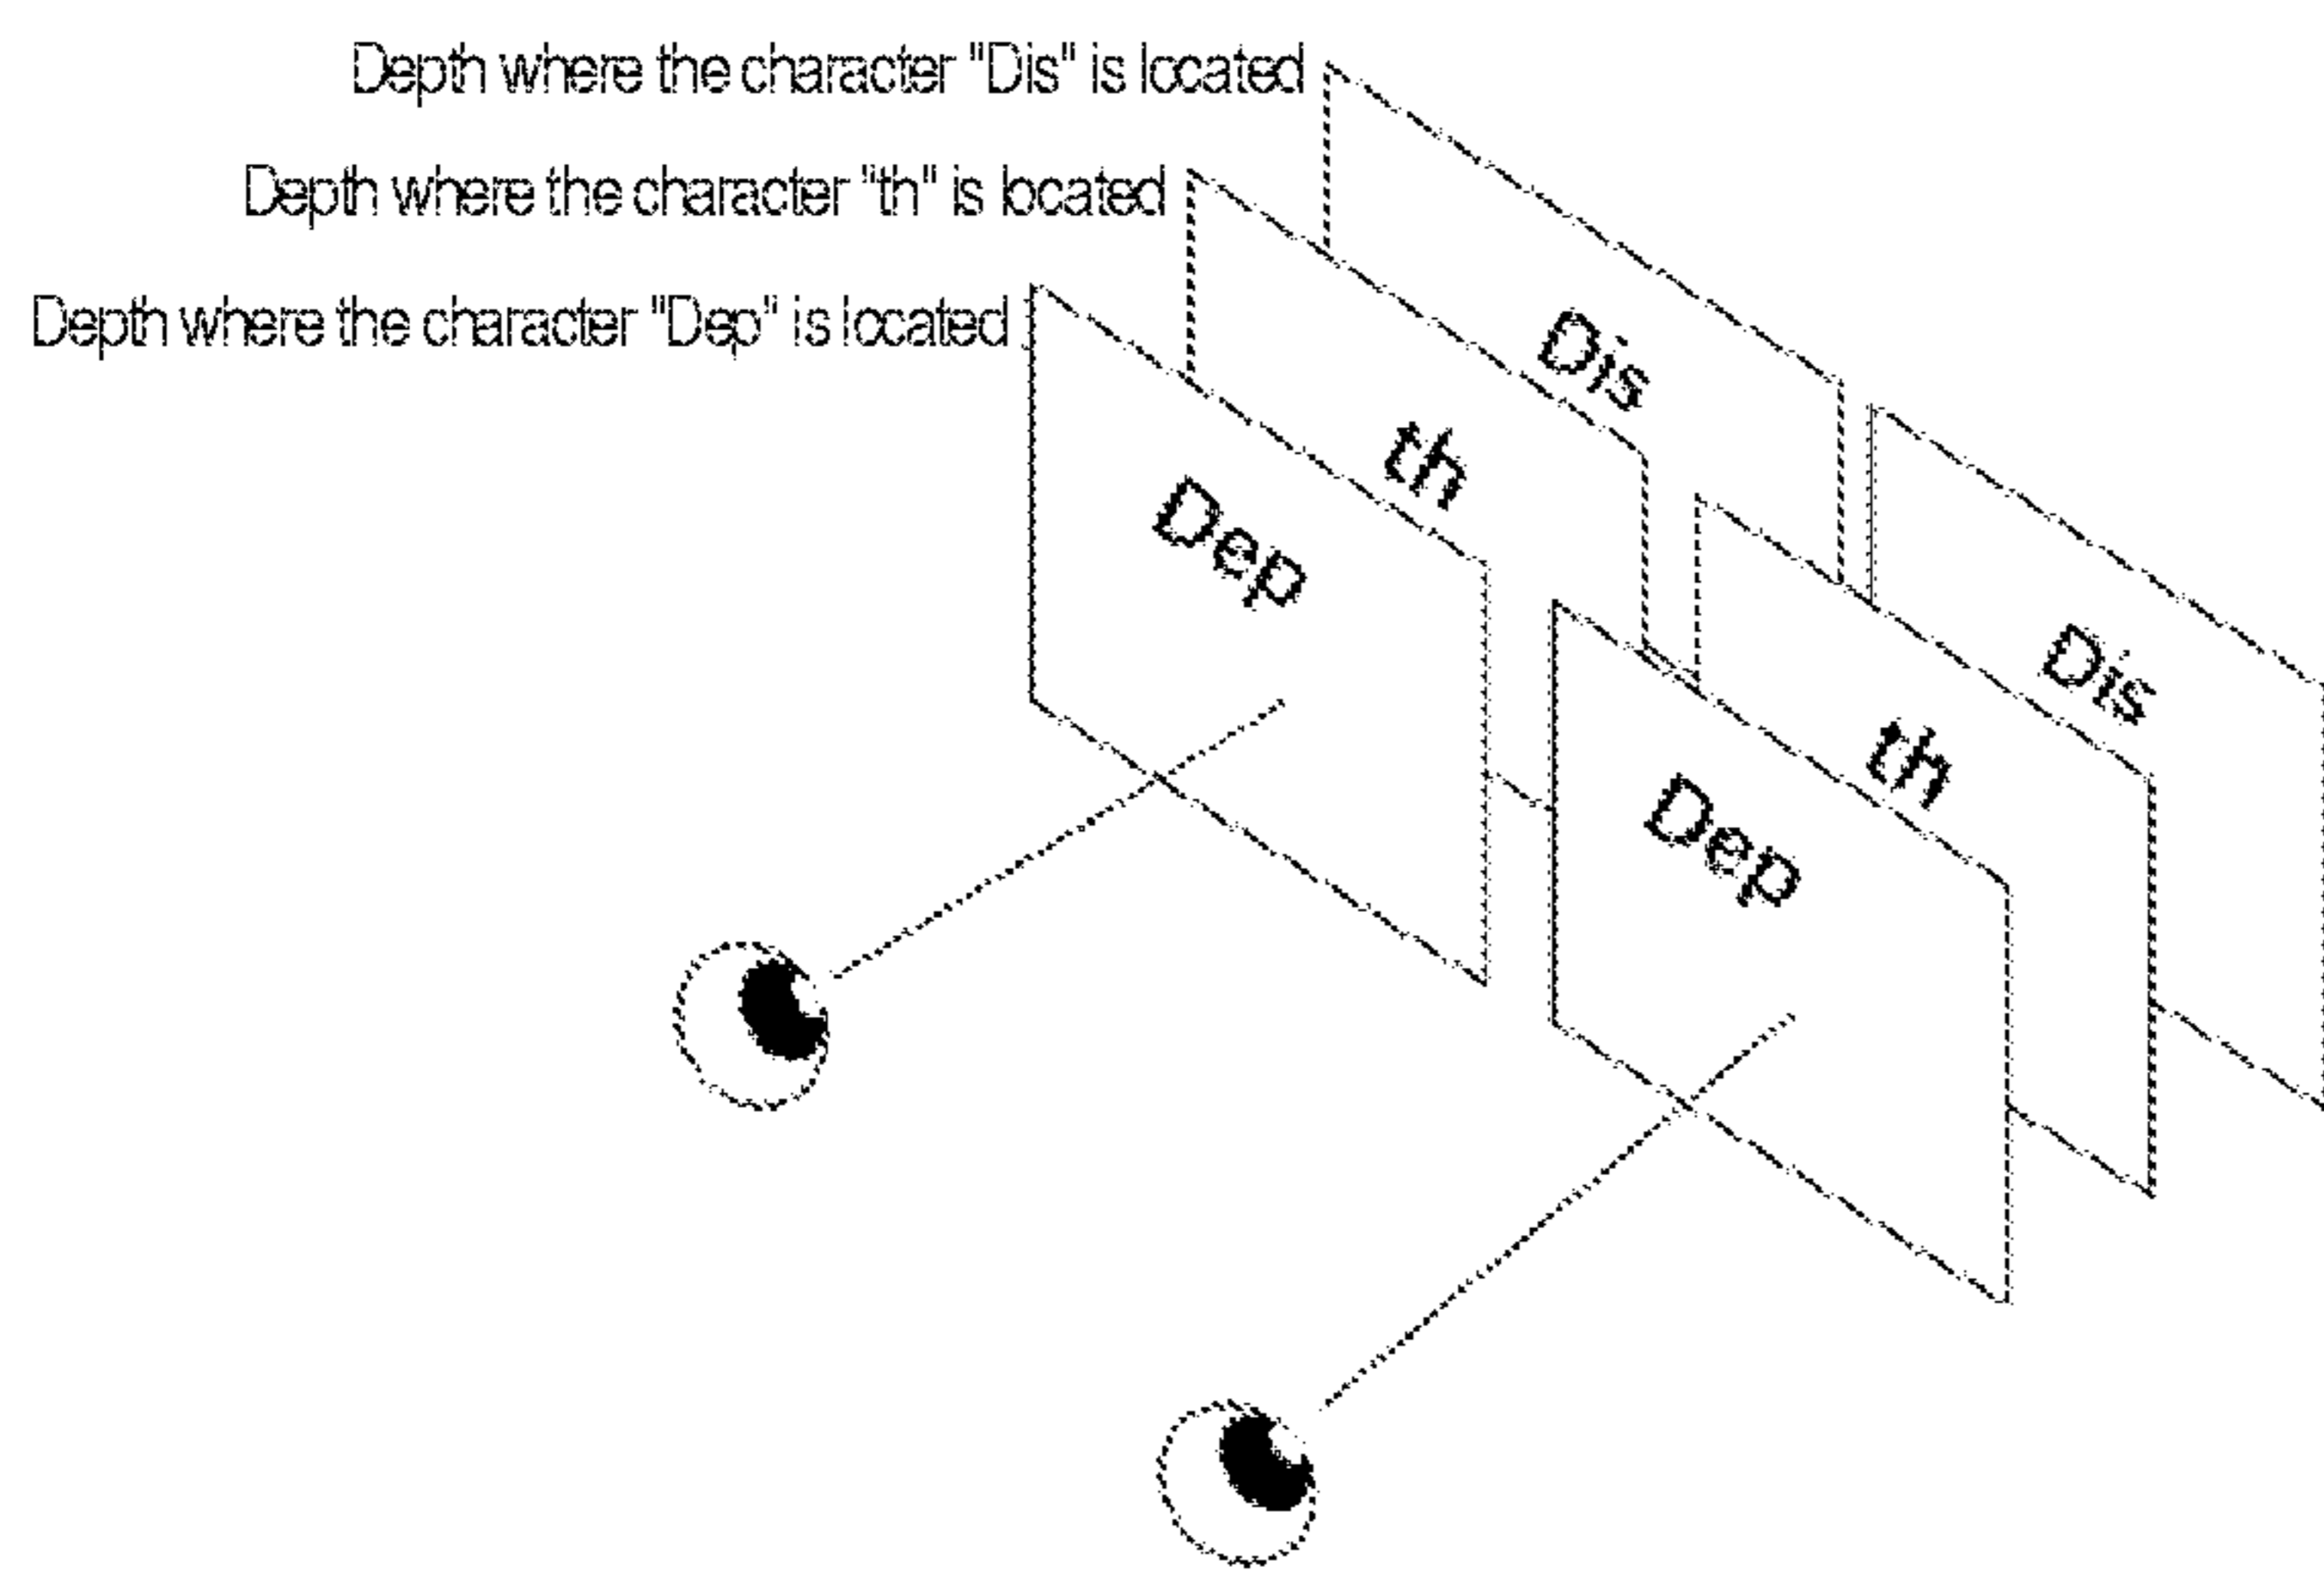 Depth where the character "Dis" is located
Depth where the character "th" is located
Depth where the character "Dep" is located
Dis
th
Dep
Dis
th
Dep